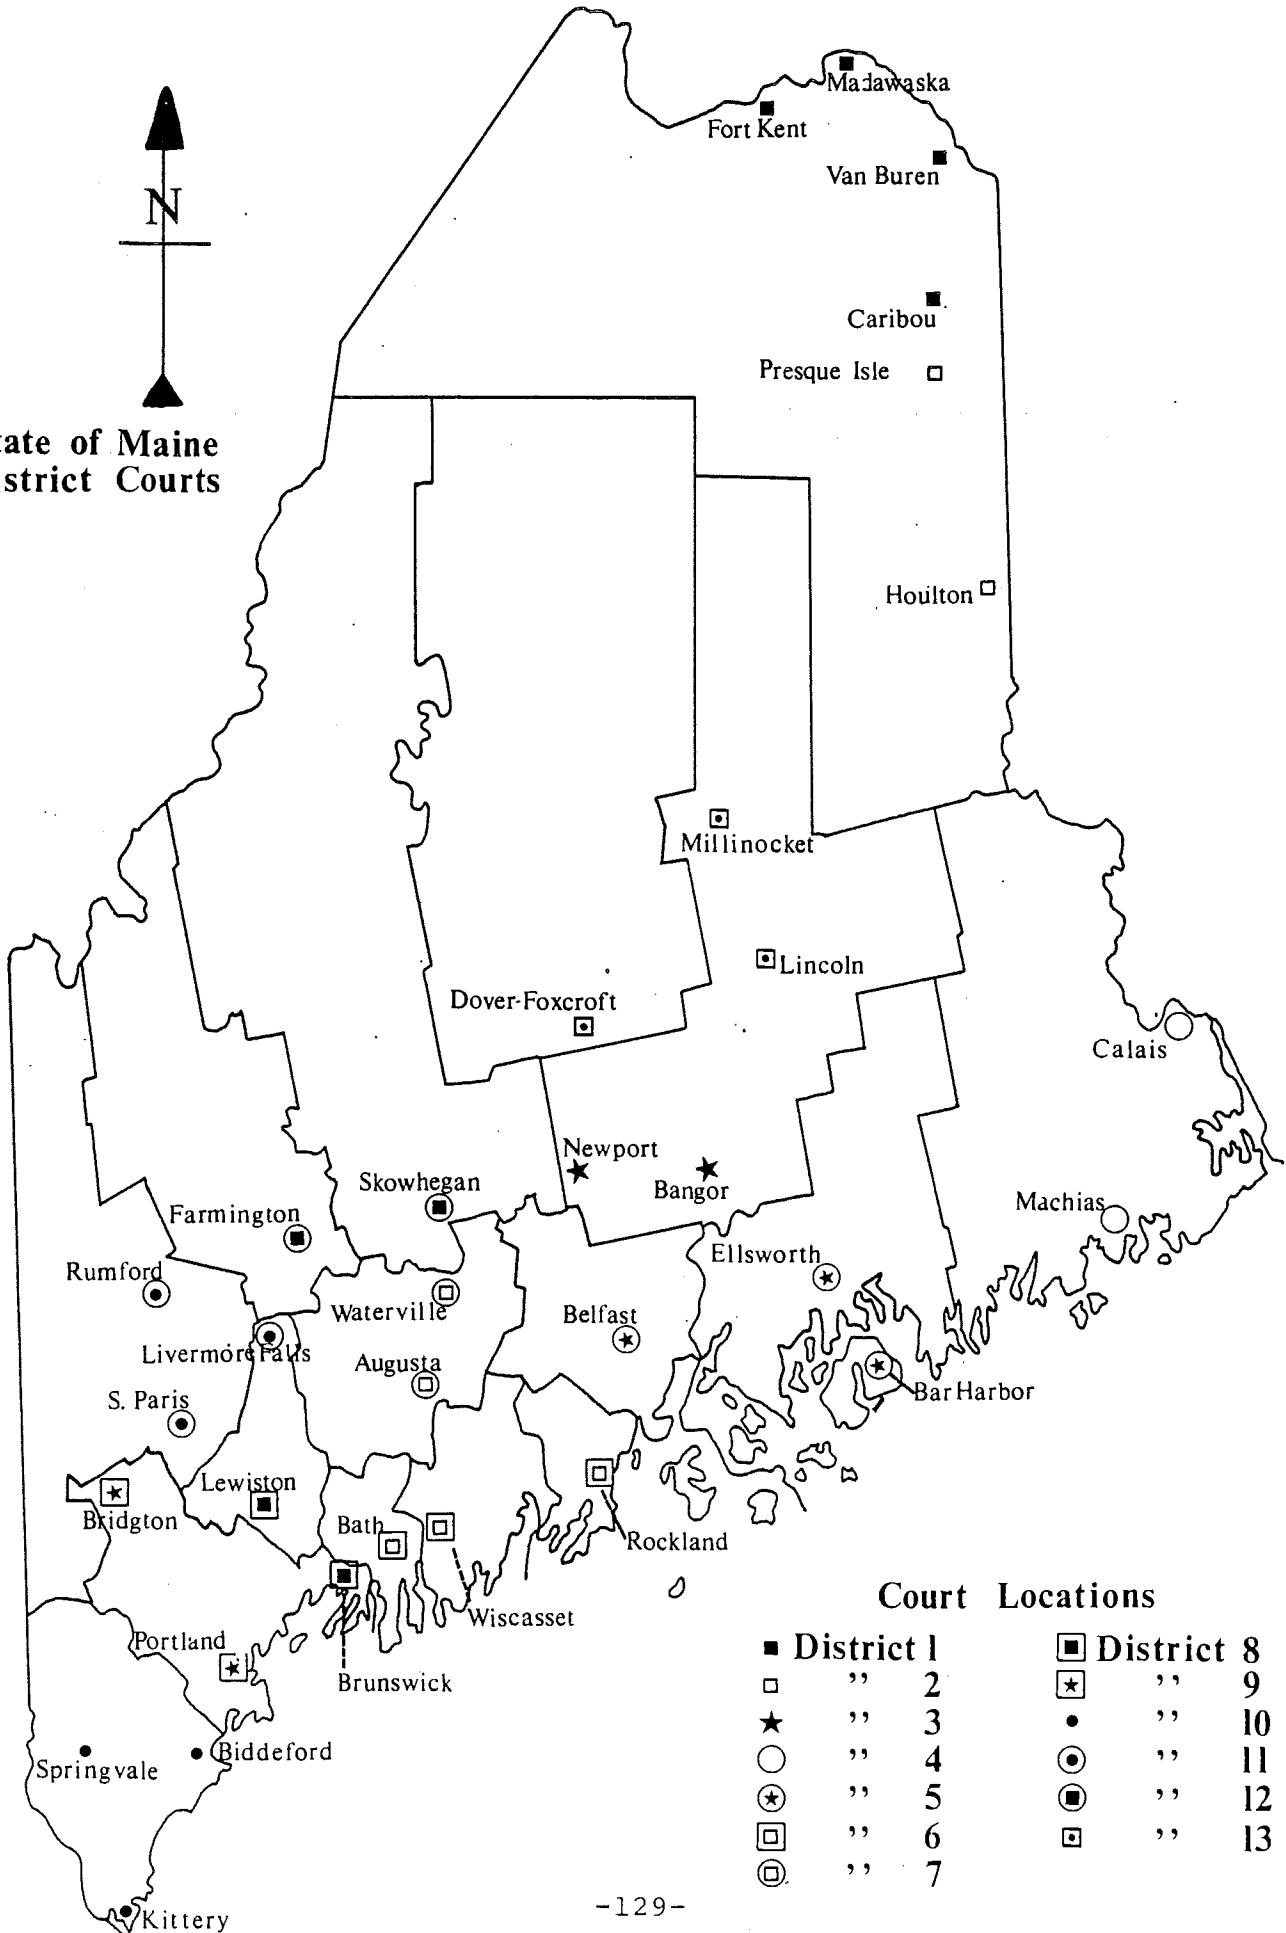 Madawaska
Fort Kent
Van Buren
N
Caribou
Presque Isle
tate of Maine
strict Courts
Houlton
Millinocket
Lincoln
Dover-Foxcroft
Calais
Newport
Bangor
Skowhegan
Machias
Farmington
Ellsworth
Rumford
Waterville
Belfast
Livermore Falls
Augusta
Bar Harbor
S. Paris
Lewiston
Bridgton
Bath
Rockland
Wiscasset
Portland
Brunswick
Springvale
Biddeford
Kittery
Court Locations
District 1
" 2
" 3
" 4
" 5
" 6
" 7
District 8
" 9
" 10
" 11
" 12
" 13
-129-